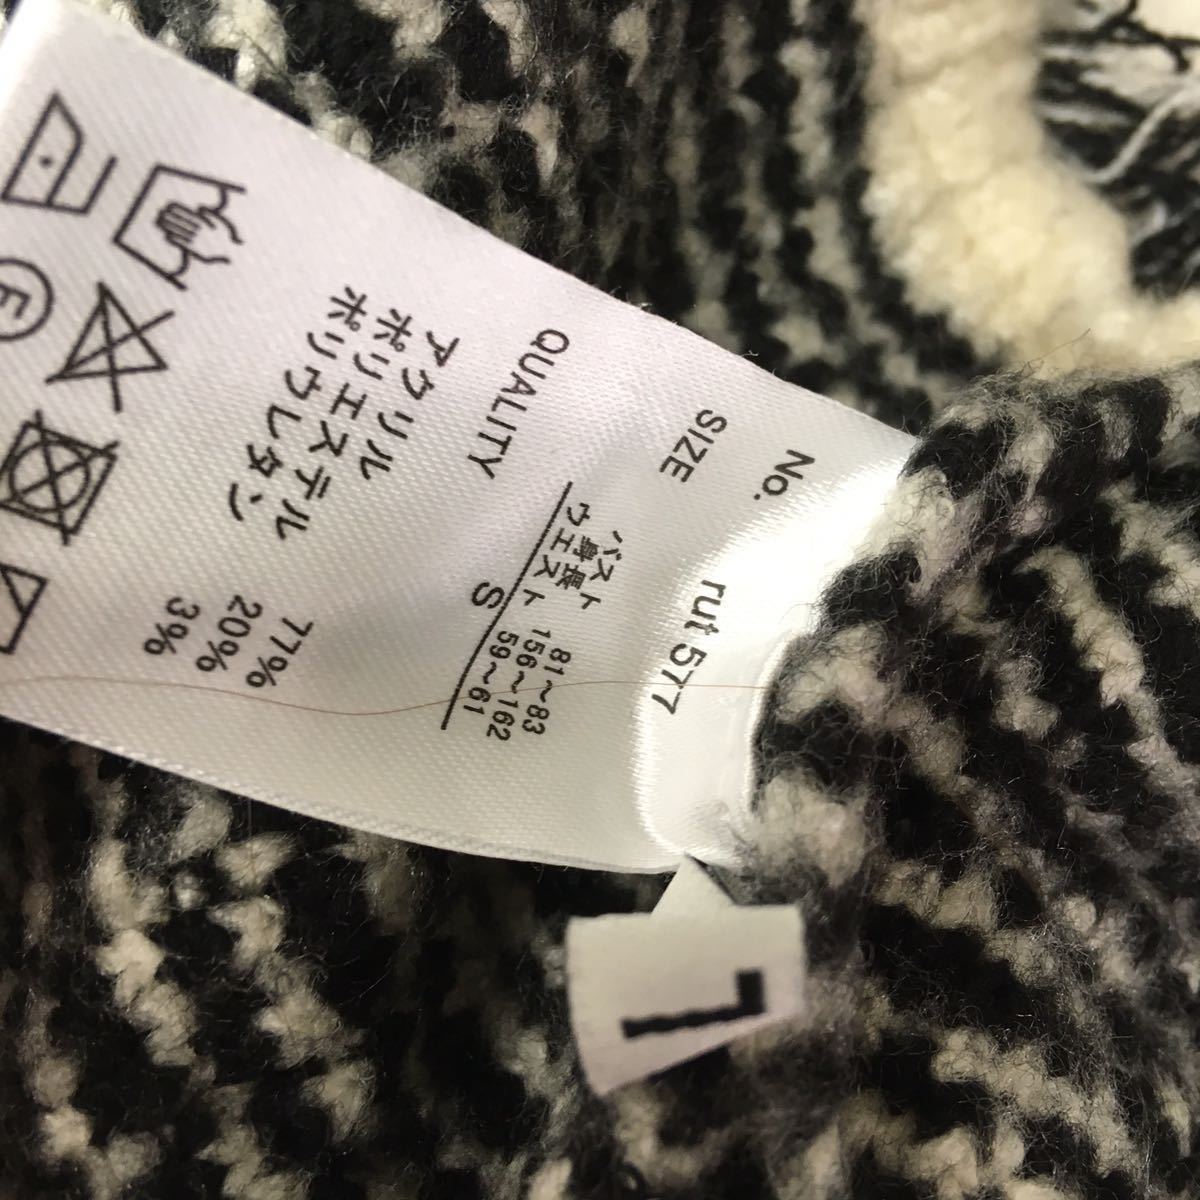 No. rut 577
SIZE
バスト 81~83
身長 156~162
ウエスト 59~61
S
QUALITY
アクリル 77%
ポリエステル 20%
ポリウレタン 3%
F
L